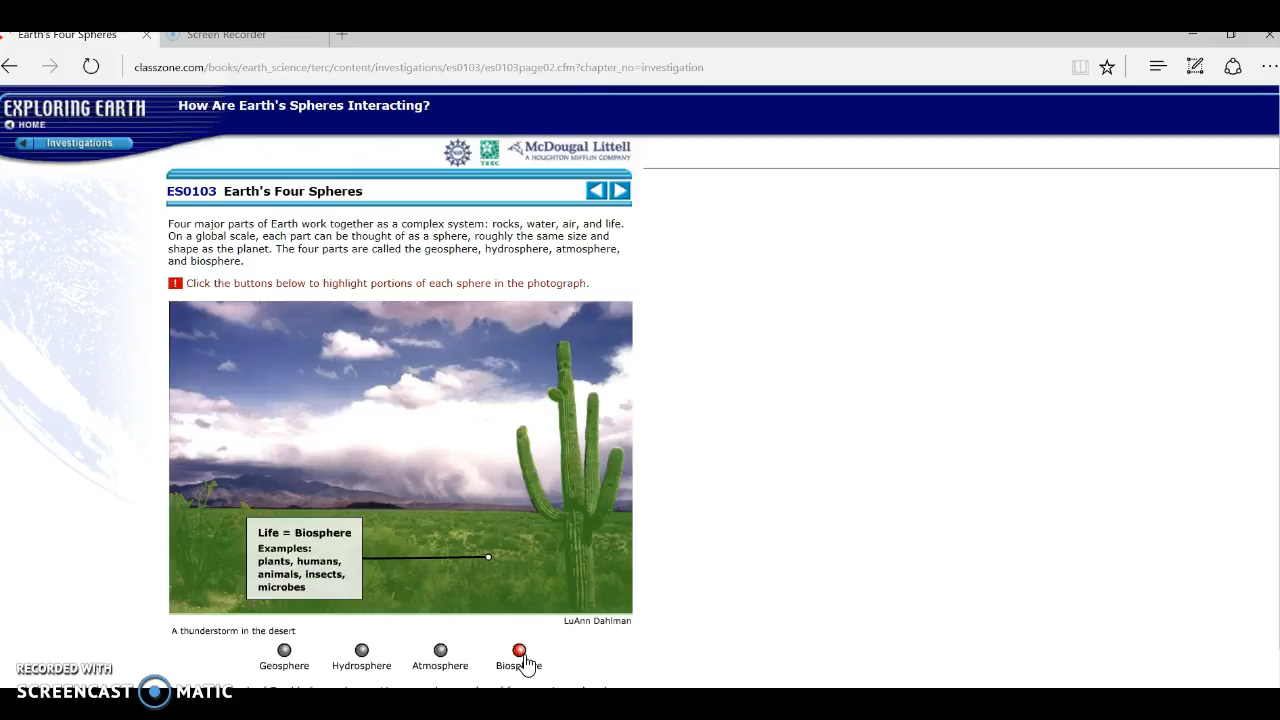 Earth's Four Spheres
Screen Recorder
classzone.com/books/earth_science/terc/content/investigations/es0103/es0103page02.cfm?chapter_no=investigation
EXPLORING EARTH
How Are Earth's Spheres Interacting?
HOME
Investigations
NSF
TERC
McDougal Littell
A HOUGHTON MIFFLIN COMPANY
ES0103 Earth's Four Spheres
Four major parts of Earth work together as a complex system: rocks, water, air, and life.
On a global scale, each part can be thought of as a sphere, roughly the same size and
shape as the planet. The four parts are called the geosphere, hydrosphere, atmosphere,
and biosphere.
! Click the buttons below to highlight portions of each sphere in the photograph.
Life = Biosphere
Examples:
plants, humans,
animals, insects,
microbes
LuAnn Dahlman
A thunderstorm in the desert
Geosphere Hydrosphere Atmosphere Biosphere
RECORDED WITH
SCREENCAST MATIC